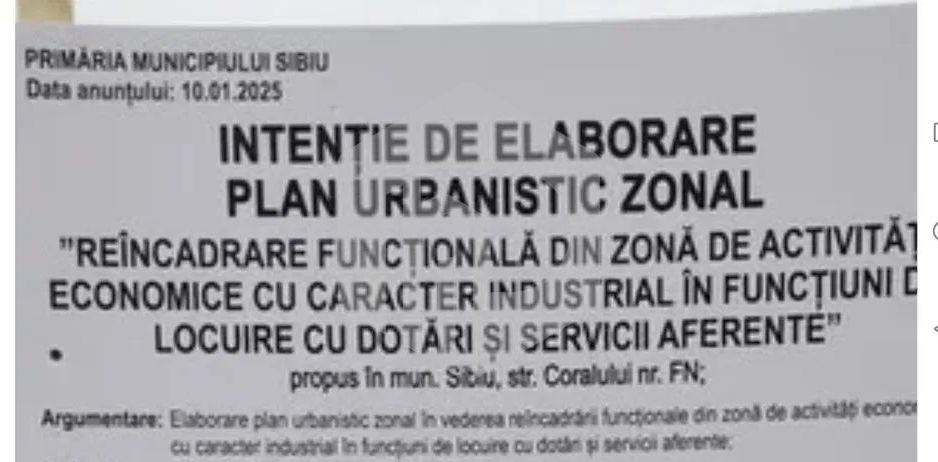 PRIMĂRIA MUNICIPIULUI SIBIU
Data anunțului: 10.01.2025
INTENȚIE DE ELABORARE
PLAN URBANISTIC ZONAL
”REÎNCADRARE FUNCȚIONALĂ DIN ZONĂ DE ACTIVITĂȚ
ECONOMICE CU CARACTER INDUSTRIAL ÎN FUNCȚIUNI D
LOCUIRE CU DOTĂRI ȘI SERVICII AFERENTE”
propus în mun. Sibiu, str. Coralului nr. FN;
Argumentare: Elaborare plan urbanistic zonal în vederea reîncadrării funcționale din zonă de activități econo
cu caracter industrial în funcțiuni de locuire cu dotări și servicii aferente;